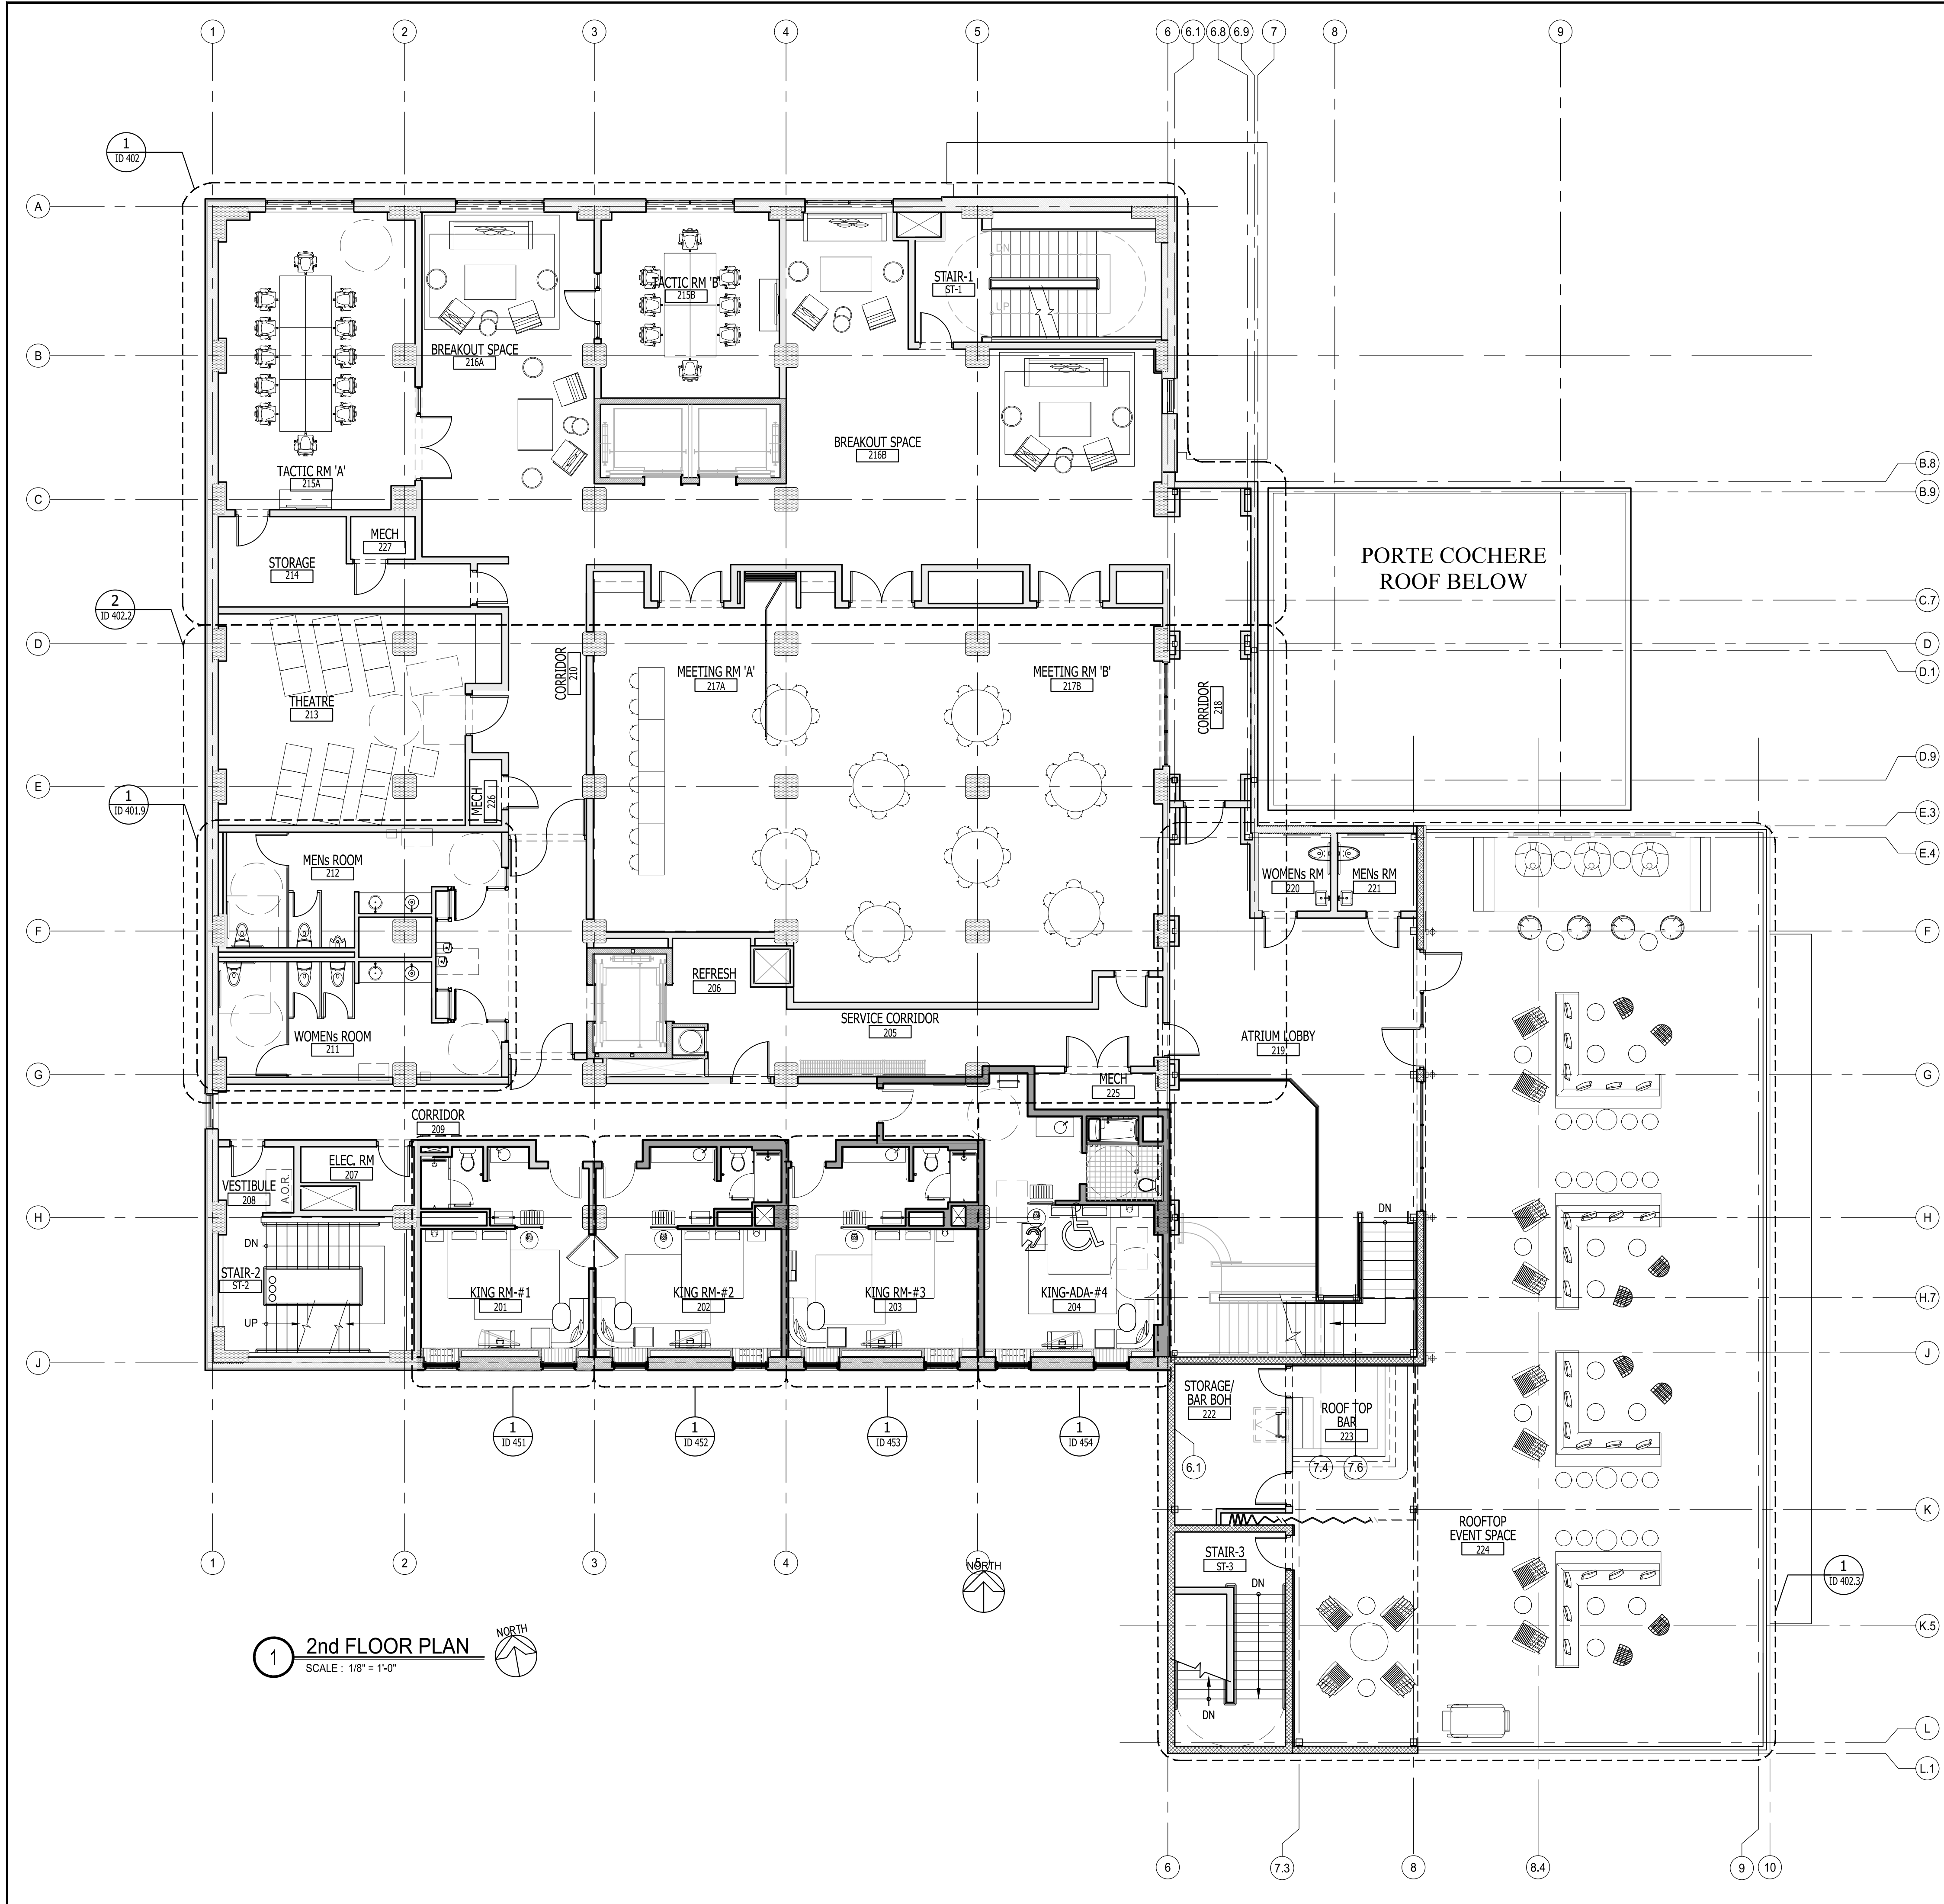 1
2
3
4
5
6
6.1
6.8
6.9
7
8
9
1
ID 402
A
DN
STAIR-1
ST-1
UP
TACTIC RM 'B'
215B
BREAKOUT SPACE
216A
B
BREAKOUT SPACE
216B
TACTIC RM 'A'
215A
B.8
B.9
C
MECH
227
STORAGE
214
PORTE COCHERE
ROOF BELOW
2
ID 402.2
C.7
D
D
D.1
CORRIDOR
210
MEETING RM 'A'
217A
MEETING RM 'B'
217B
THEATRE
213
CORRIDOR
218
D.9
E
MECH
226
1
ID 401.9
E.3
E.4
MENs ROOM
212
WOMENs RM
220
MENs RM
221
F
F
REFRESH
206
SERVICE CORRIDOR
205
WOMENs ROOM
211
ATRIUM LOBBY
219
G
G
MECH
225
CORRIDOR
209
ELEC. RM
207
VESTIBULE
208
A.O.R.
H
H
DN
DN
STAIR-2
ST-2
UP
KING RM-#1
201
KING RM-#2
202
KING RM-#3
203
KING-ADA-#4
204
H.7
J
J
STORAGE/
BAR BOH
222
ROOF TOP
BAR
223
1
ID 451
1
ID 452
1
ID 453
1
ID 454
6.1
7.4
7.6
K
ROOFTOP
EVENT SPACE
224
STAIR-3
ST-3
DN
1
2
3
4
5
NORTH
1
ID 402.3
K.5
1
2nd FLOOR PLAN
SCALE : 1/8" = 1'-0"
NORTH
DN
L
L.1
6
7.3
8
8.4
9
10